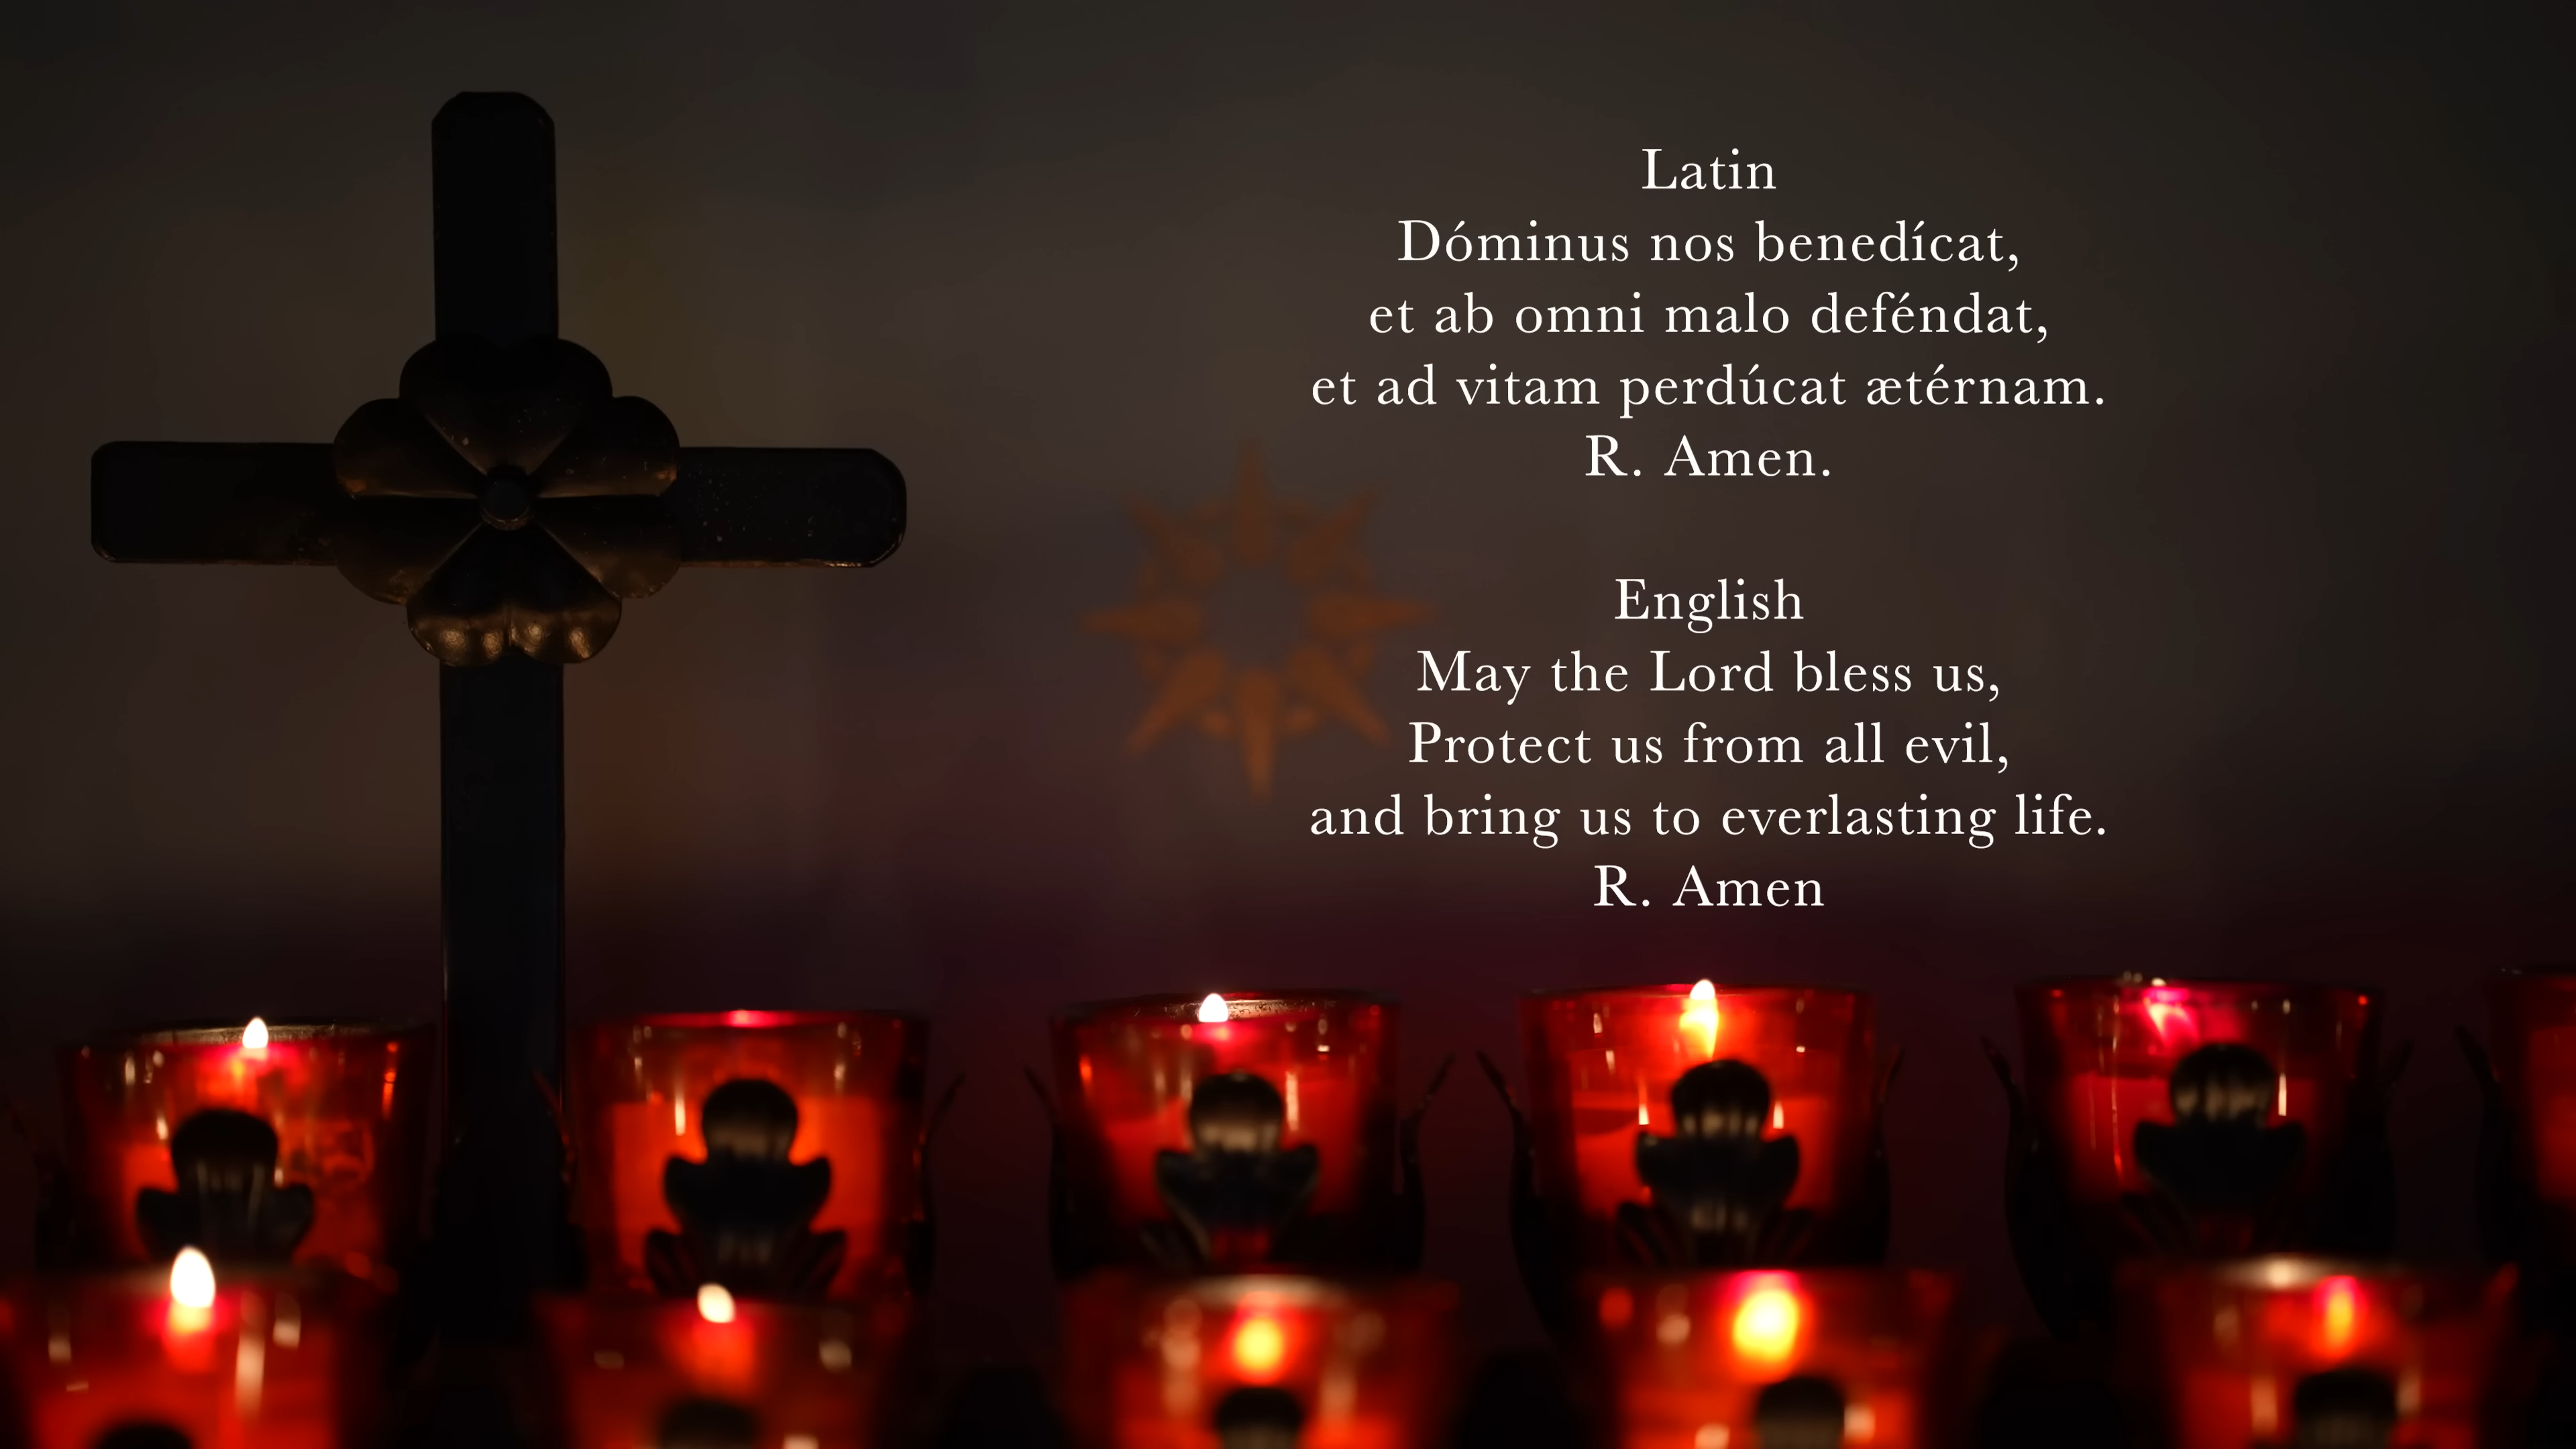 Latin
Dóminus nos benedícat,
et ab omni malo deféndat,
et ad vitam perdúcat ætérnam.
R. Amen.
English
May the Lord bless us,
Protect us from all evil,
and bring us to everlasting life.
R. Amen